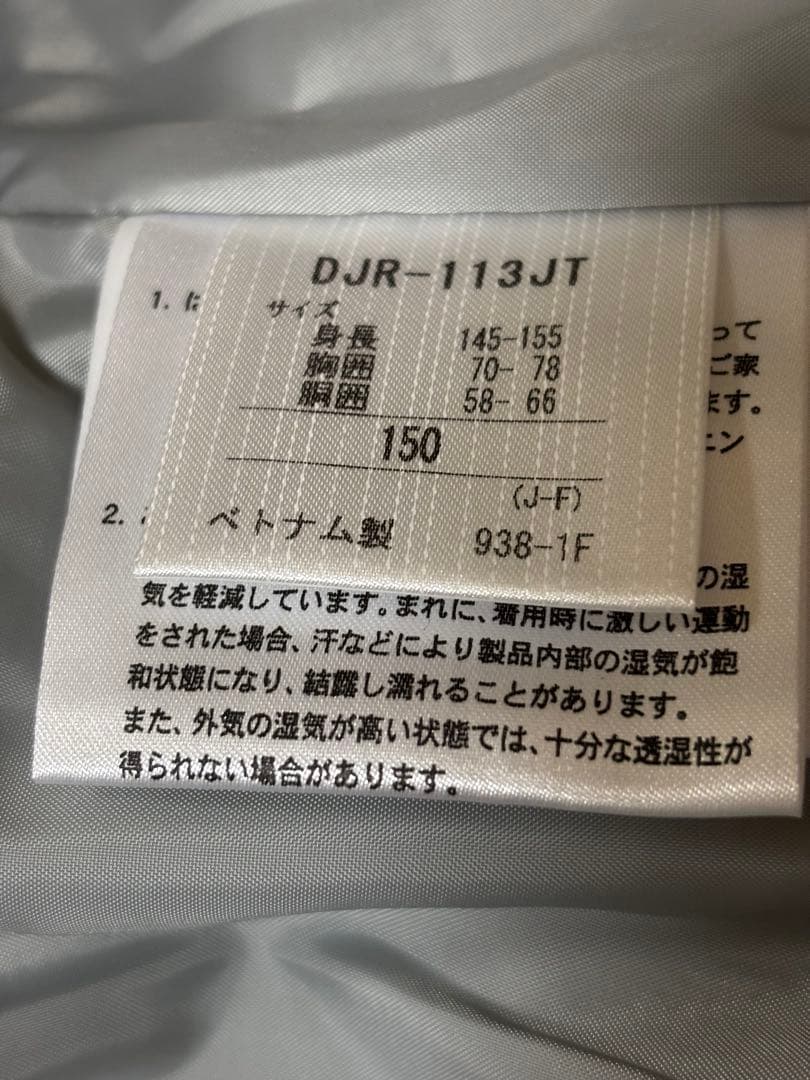 DJR-113JT
サイズ
身長 145-155
胸囲 70- 78
胴囲 58- 66
150
(J-F)
ベトナム製 938-1F
1. は
って
ご家
ます。
ニン
2.
の湿
気を軽減しています。まれに、着用時に激しい運動
をされた場合、汗などにより製品内部の湿気が飽
和状態になり、結露し濡れることがあります。
また、外気の湿気が高い状態では、十分な透湿性が
得られない場合があります。